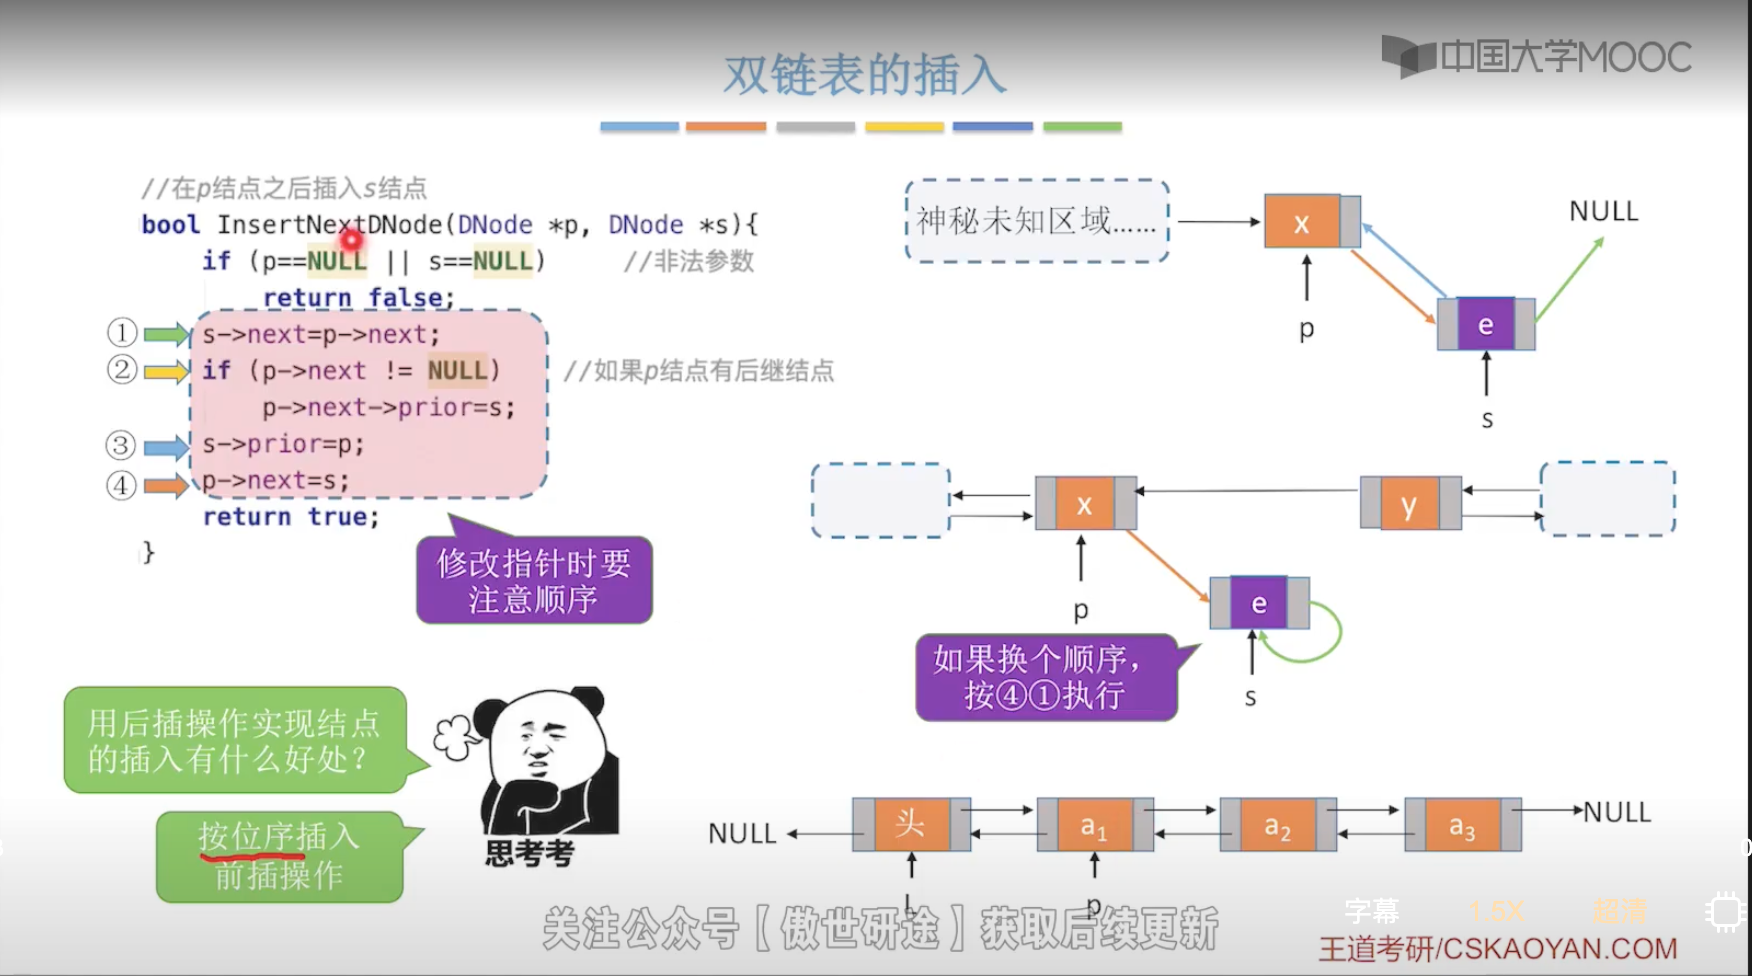 中国大学MOOC
双链表的插入
//在p结点之后插入s结点
bool InsertNextDNode(DNode *p, DNode *s){
if (p==NULL || s==NULL) //非法参数
return false;
① s->next=p->next;
② if (p->next != NULL) //如果p结点有后继结点
p->next->prior=s;
③ s->prior=p;
④ p->next=s;
return true;
}
修改指针时要
注意顺序
神秘未知区域……
x
NULL
p
e
s
x
y
p
e
s
如果换个顺序，
按④①执行
用后插操作实现结点
的插入有什么好处？
按位序插入
前插操作
思考考
NULL
头
a₁
a₂
a₃
NULL
L
p
关注公众号【傲世研途】获取后续更新
字幕
1.5X
超清
王道考研/CSKAOYAN.COM